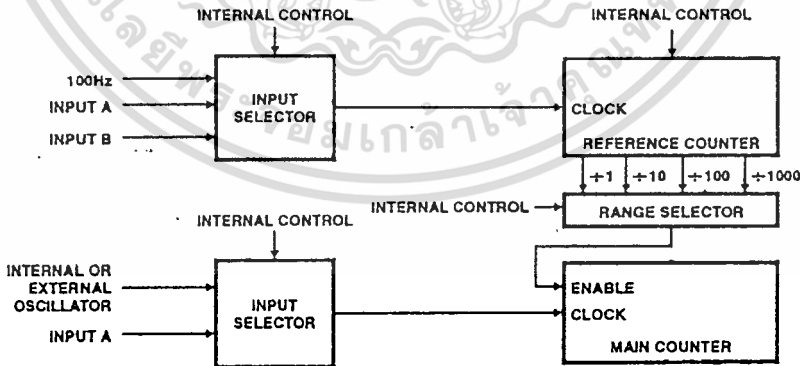 INTERNAL CONTROL
INTERNAL CONTROL
100Hz
INPUT A
INPUT B
INPUT
SELECTOR
CLOCK
REFERENCE COUNTER
÷1
÷10
÷100
÷1000
INTERNAL CONTROL
RANGE SELECTOR
INTERNAL CONTROL
INTERNAL OR
EXTERNAL
OSCILLATOR
INPUT A
INPUT
SELECTOR
ENABLE
CLOCK
MAIN COUNTER